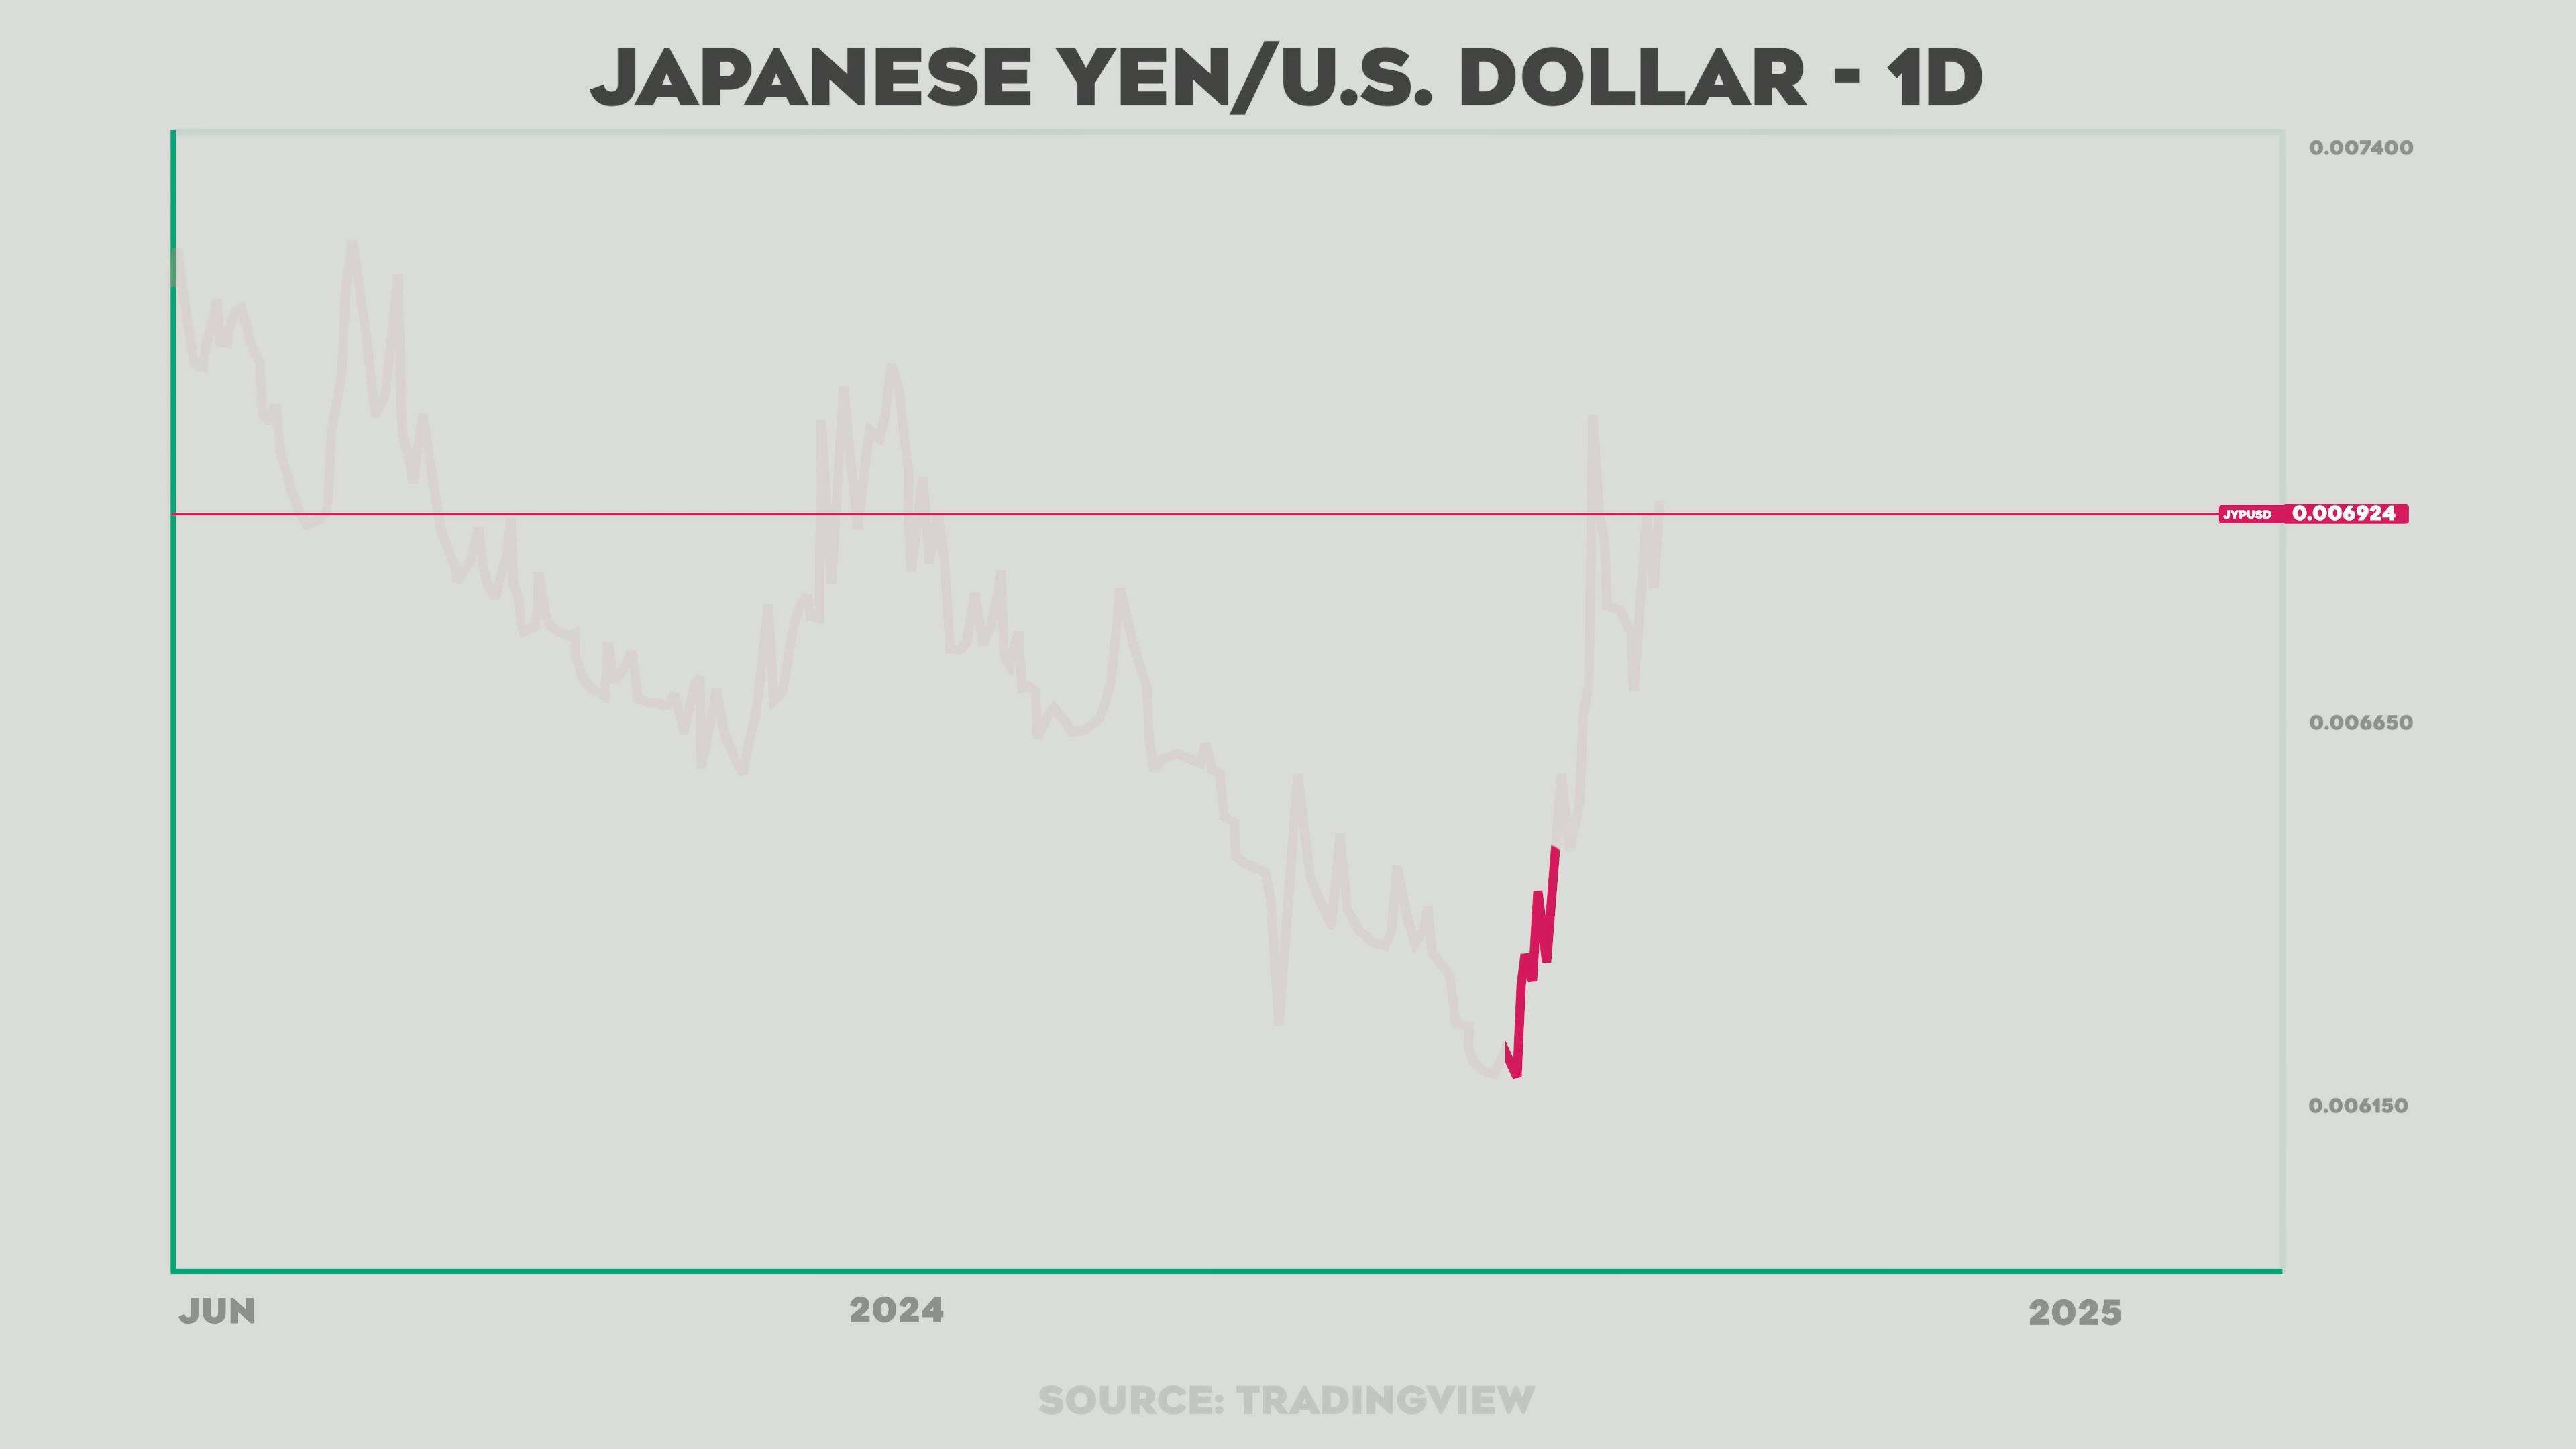 JAPANESE YEN/U.S. DOLLAR - 1D
0.007400
JYPUSD 0.006924
0.006650
0.006150
JUN 2024 2025
SOURCE: TRADINGVIEW